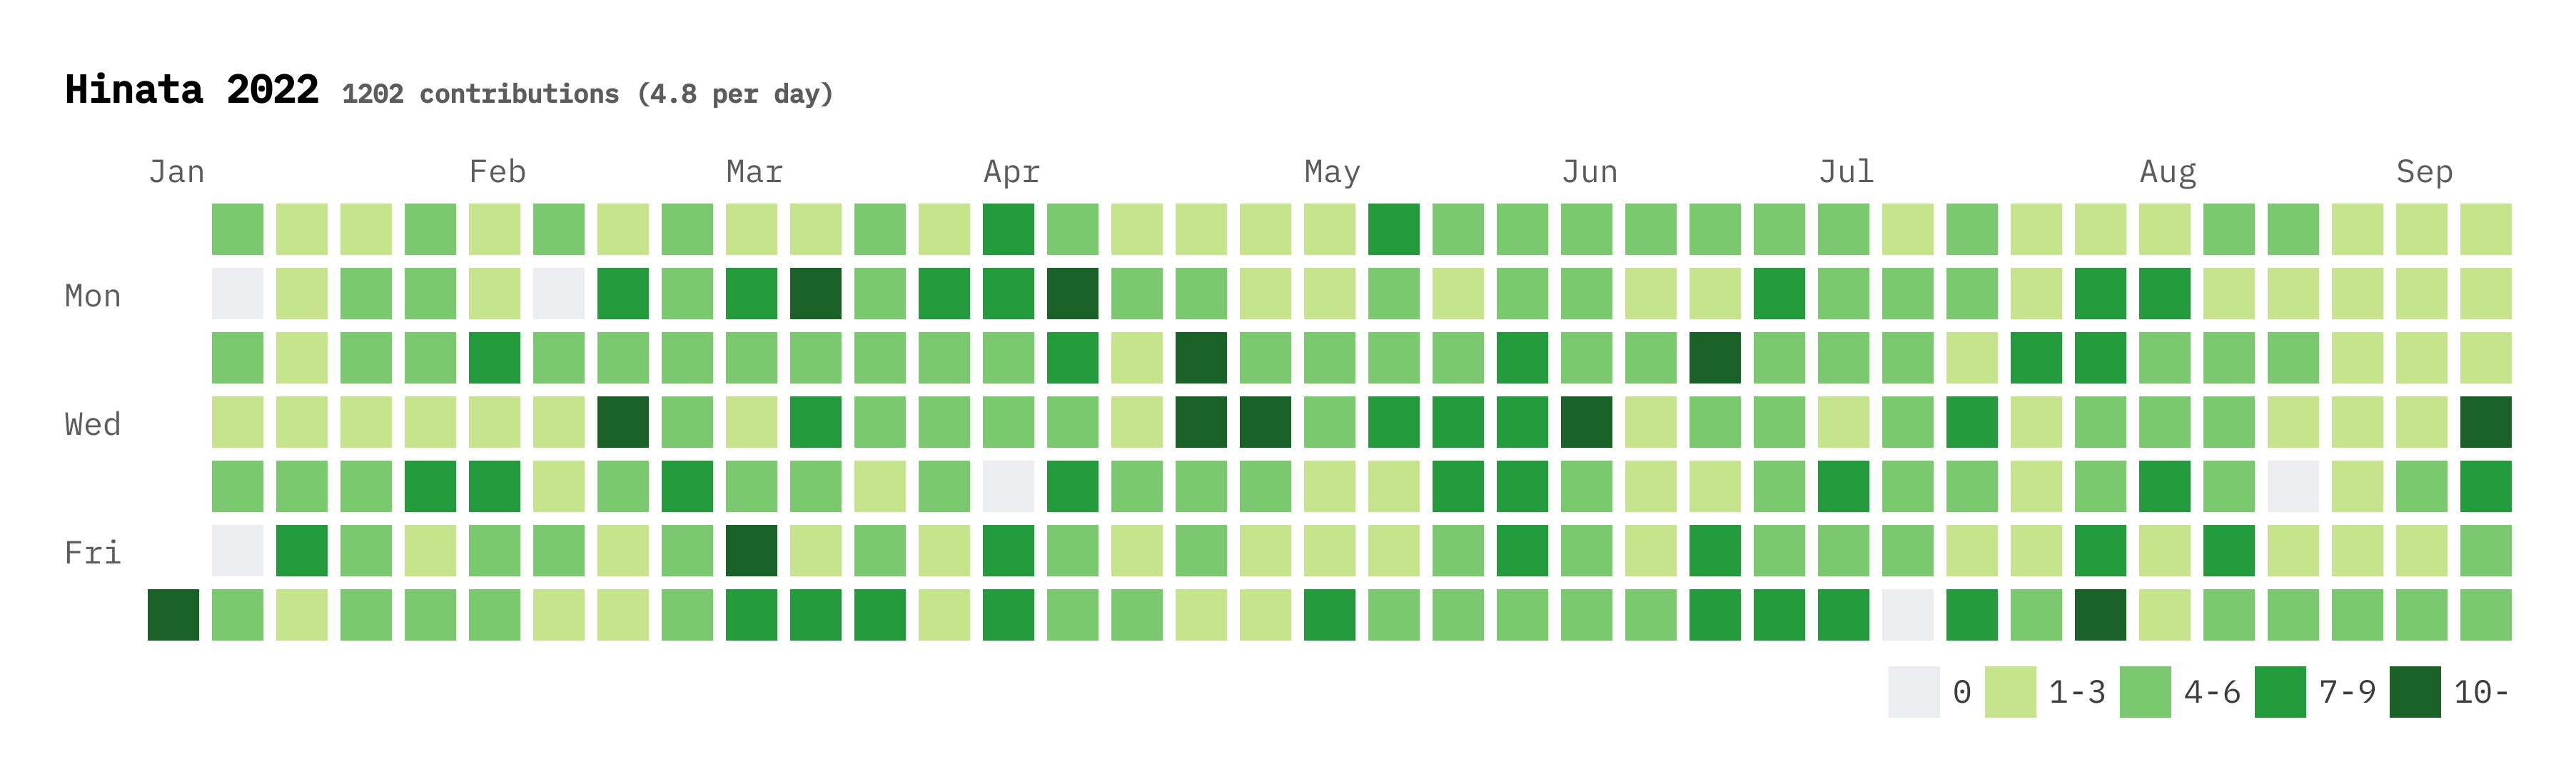 Hinata 2022 1202 contributions (4.8 per day)
Jan Feb Mar Apr May Jun Jul Aug Sep
Mon
Wed
Fri
0 1-3 4-6 7-9 10-